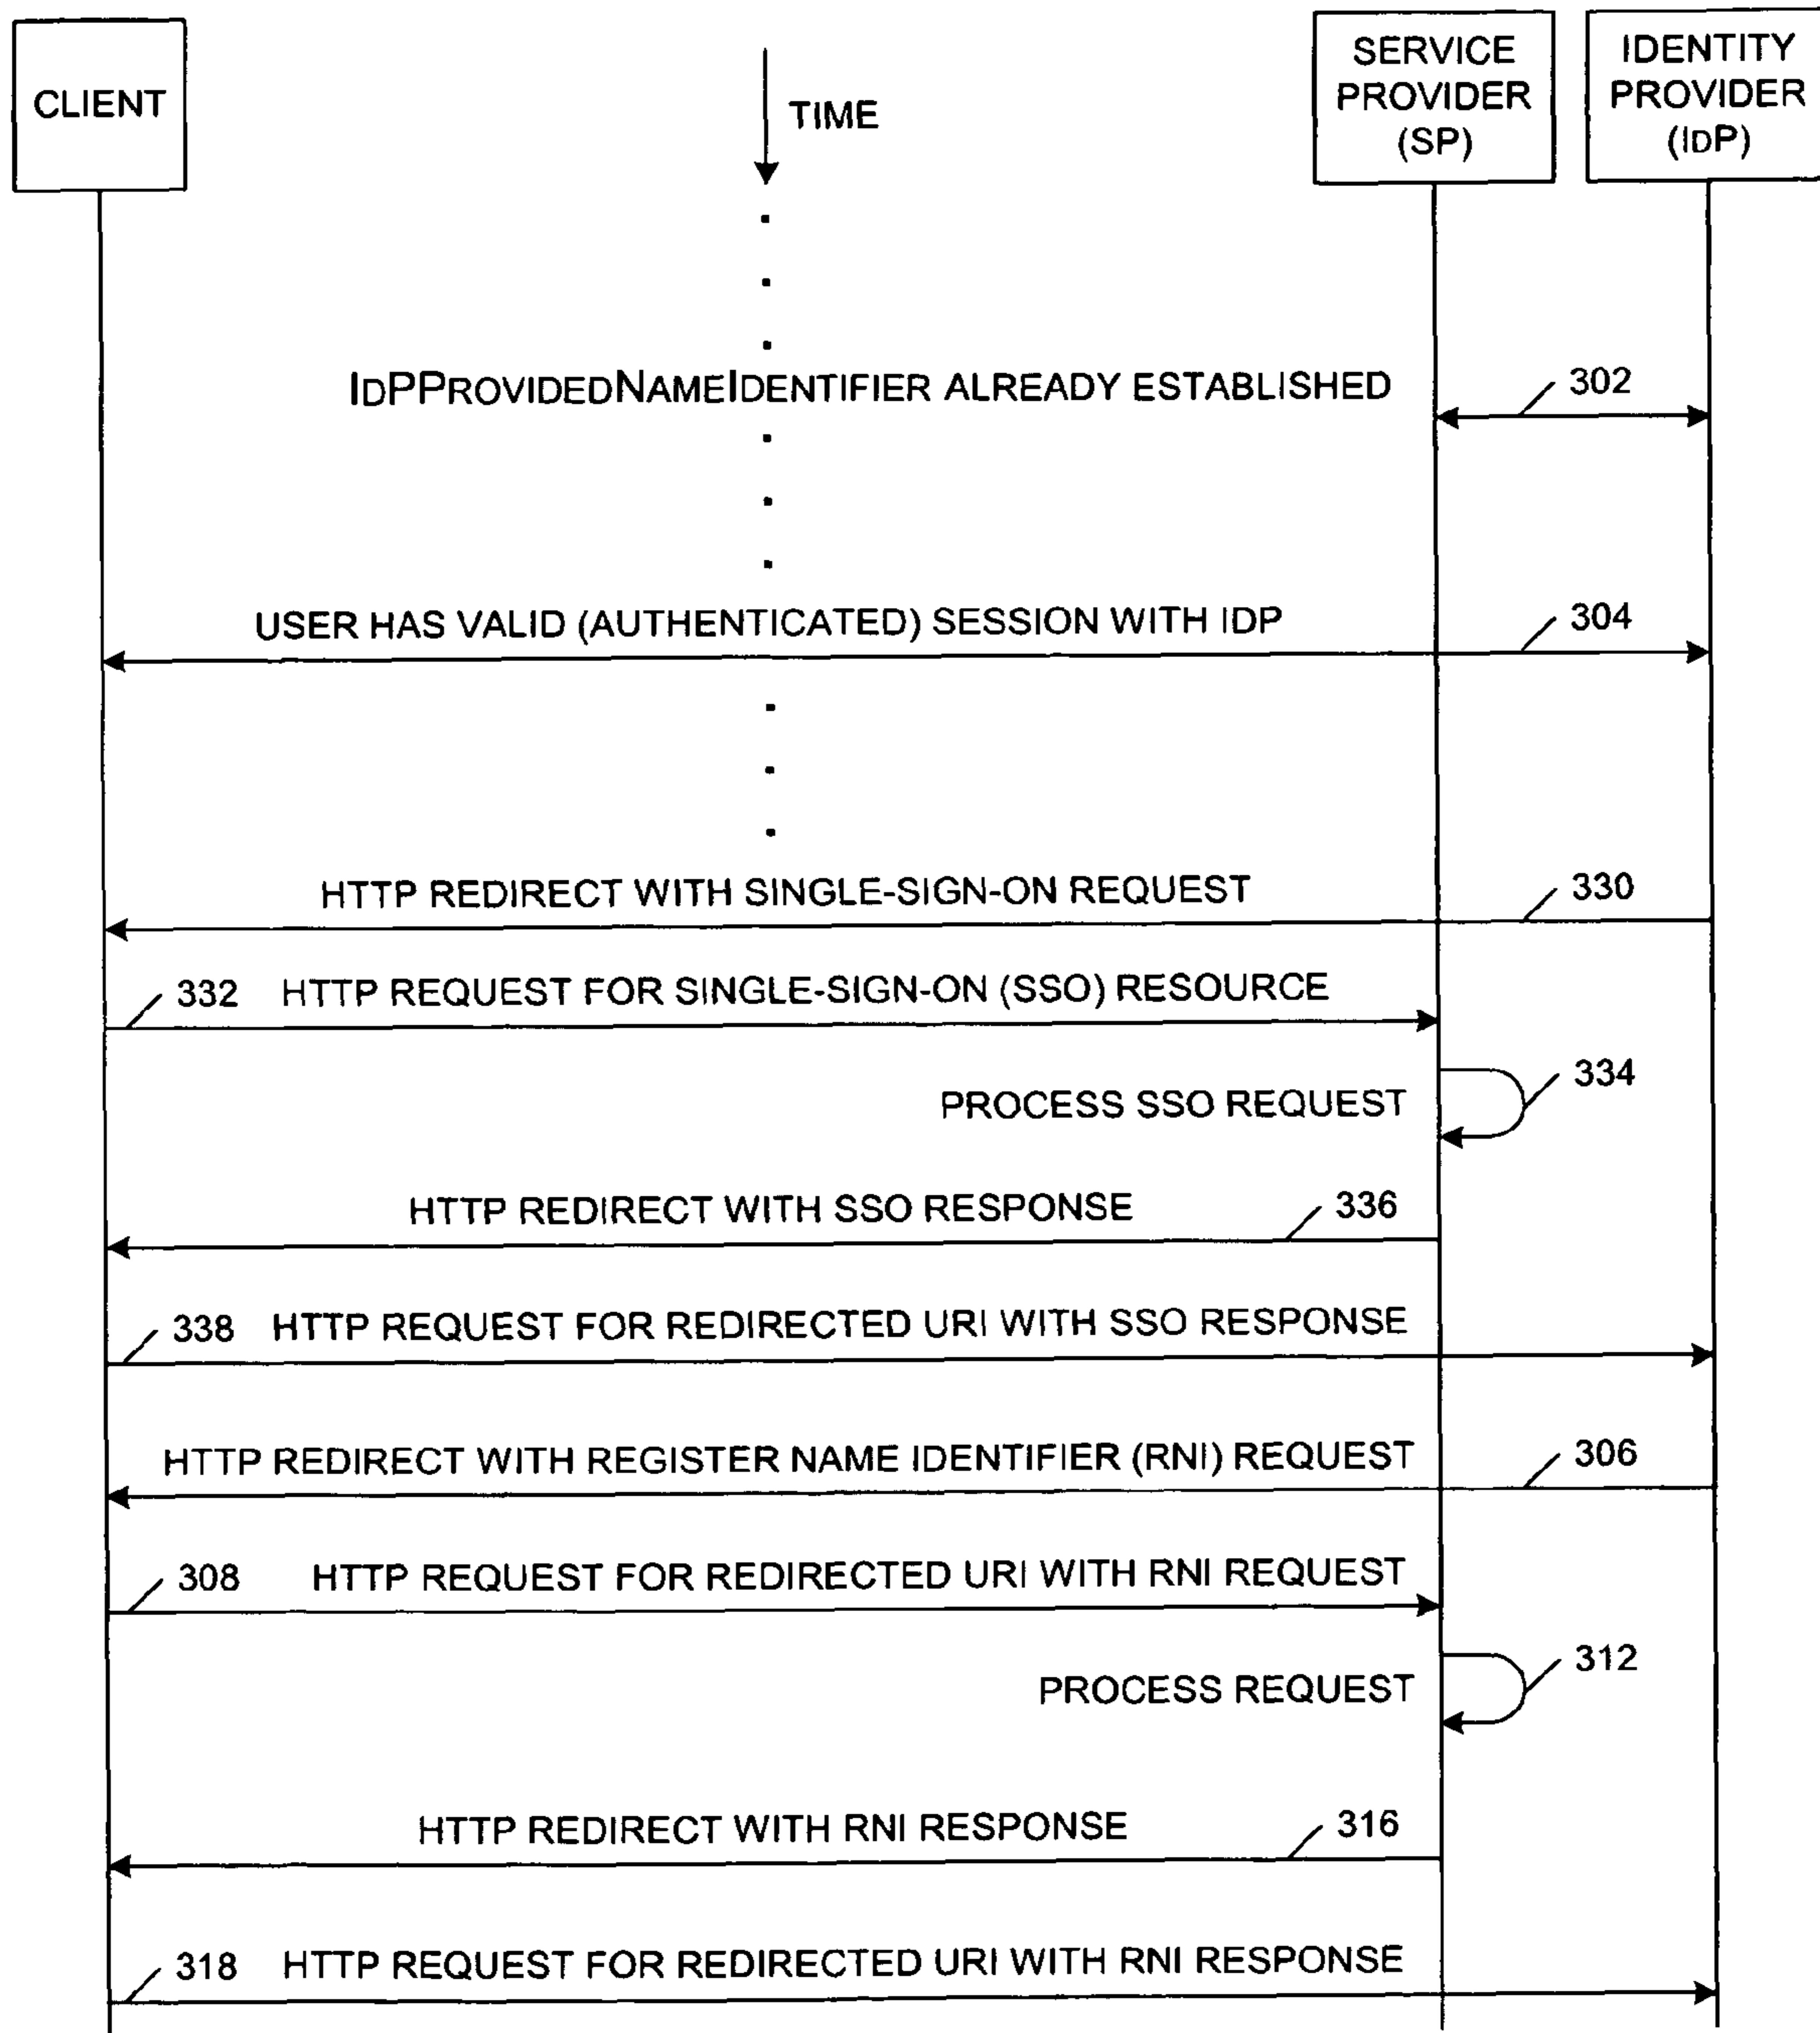 CLIENT
TIME
SERVICE
PROVIDER
(SP)
IDENTITY
PROVIDER
(IDP)
IDPPROVIDEDNAMEIDENTIFIER ALREADY ESTABLISHED
302
USER HAS VALID (AUTHENTICATED) SESSION WITH IDP
304
HTTP REDIRECT WITH SINGLE-SIGN-ON REQUEST
330
332 HTTP REQUEST FOR SINGLE-SIGN-ON (SSO) RESOURCE
PROCESS SSO REQUEST
334
HTTP REDIRECT WITH SSO RESPONSE
336
338 HTTP REQUEST FOR REDIRECTED URI WITH SSO RESPONSE
HTTP REDIRECT WITH REGISTER NAME IDENTIFIER (RNI) REQUEST
306
308 HTTP REQUEST FOR REDIRECTED URI WITH RNI REQUEST
PROCESS REQUEST
312
HTTP REDIRECT WITH RNI RESPONSE
316
318 HTTP REQUEST FOR REDIRECTED URI WITH RNI RESPONSE